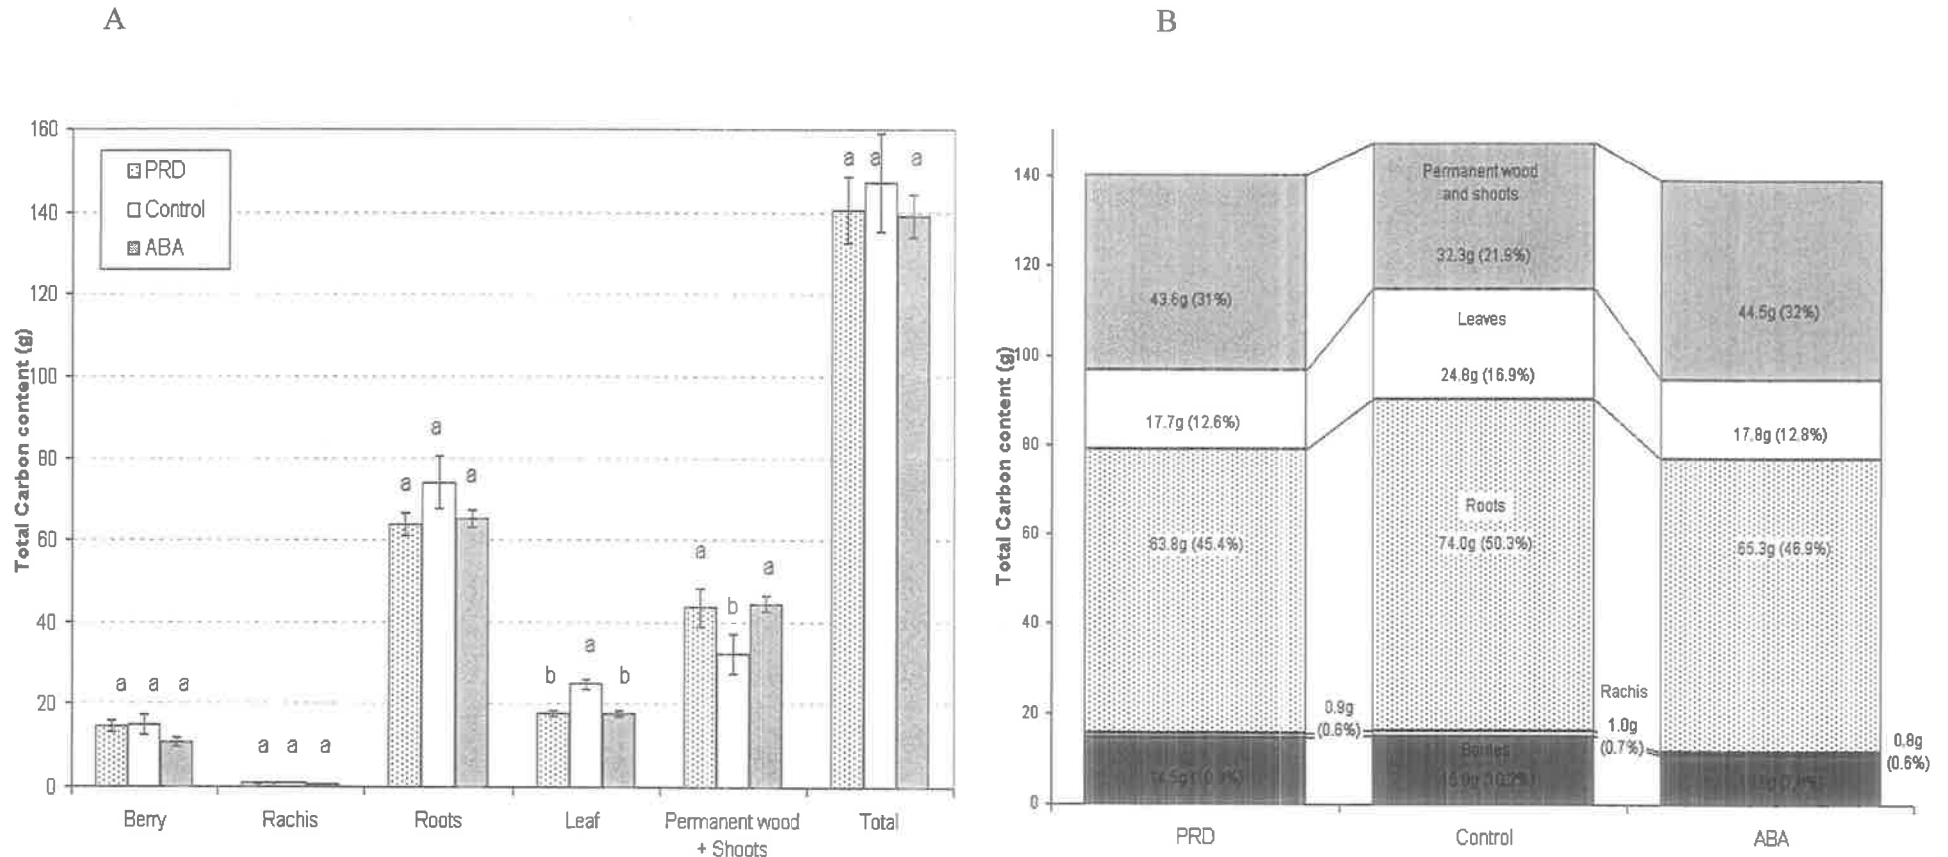 A
B
160
140
120
100
80
60
40
20
0
Total Carbon content (g)
PRD
Control
ABA
a a a
a a a
a a a
b a b
a b a
a a a
Berry
Rachis
Roots
Leaf
Permanent wood
+ Shoots
Total
140
120
100
80
60
40
20
0
Total Carbon content (g)
Permanent wood
and shoots
43.6g (31%)
32.3g (21.9%)
44.5g (32%)
Leaves
17.7g (12.6%)
24.8g (16.9%)
17.8g (12.8%)
Roots
63.8g (45.4%)
74.0g (50.3%)
65.3g (46.9%)
0.9g
(0.6%)
Rachis
1.0g
(0.7%)
0.8g
(0.6%)
Berries
PRD
Control
ABA